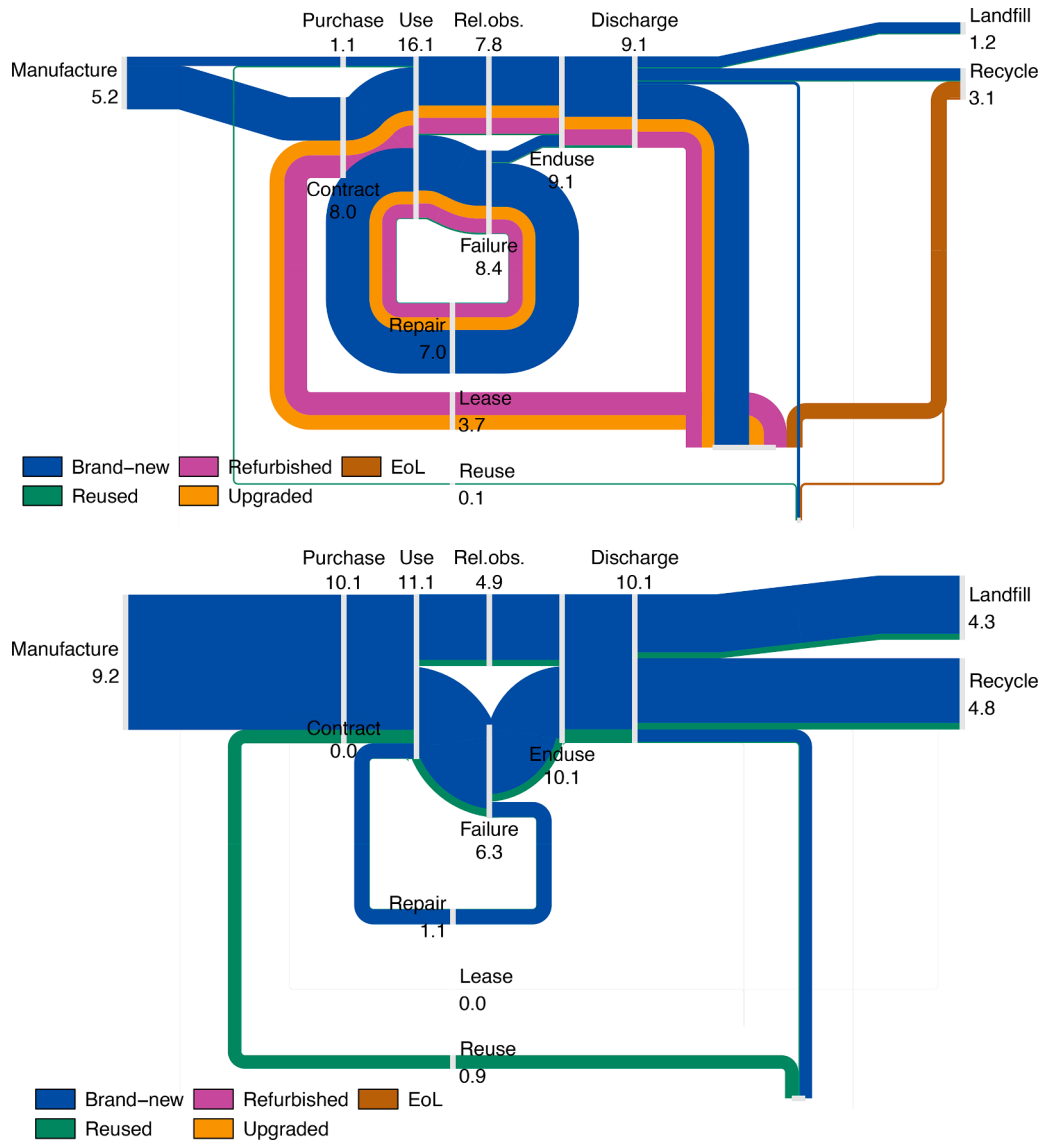 Purchase Use Rel.obs. Discharge Landfill
1.1 16.1 7.8 9.1 1.2
Manufacture Recycle
5.2 3.1
Enduse
9.1
Contract
8.0
Failure
8.4
Repair
7.0
Lease
3.7
Brand−new Refurbished EoL Reuse
Reused Upgraded 0.1
Purchase Use Rel.obs. Discharge
10.1 11.1 4.9 10.1
Landfill
4.3
Manufacture
9.2
Recycle
4.8
Contract
0.0
Enduse
10.1
Failure
6.3
Repair
1.1
Lease
0.0
Reuse
0.9
Brand−new Refurbished EoL
Reused Upgraded